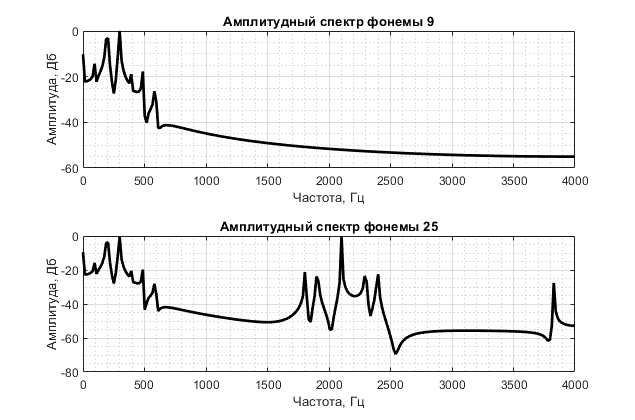 Амплитудный спектр фонемы 9
0
-20
-40
-60
Амплитуда, Дб
0 500 1000 1500 2000 2500 3000 3500 4000
Частота, Гц
Амплитудный спектр фонемы 25
0
-20
-40
-60
-80
Амплитуда, Дб
0 500 1000 1500 2000 2500 3000 3500 4000
Частота, Гц